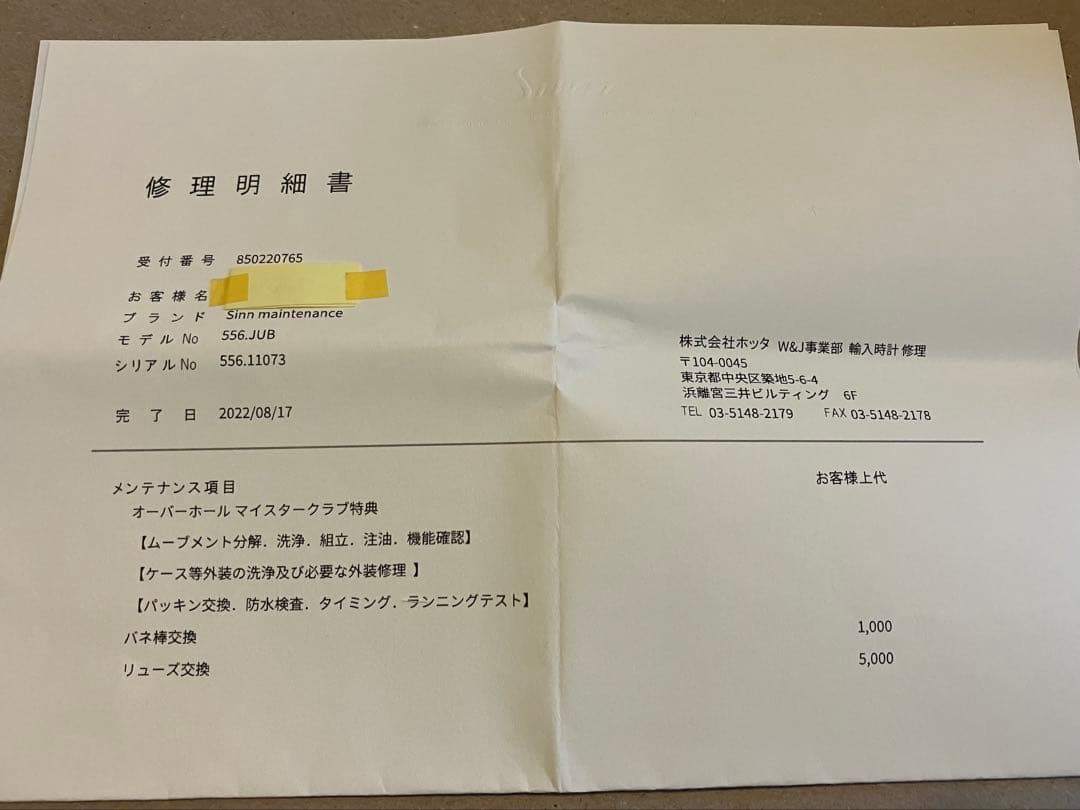 Sinn
修理明細書
受付番号 850220765
お客様名
ブランド Sinn maintenance
モデルNo 556.JUB
シリアルNo 556.11073
完了日 2022/08/17
株式会社ホッタ W&J事業部 輸入時計修理
〒104-0045
東京都中央区築地5-6-4
浜離宮三井ビルティング 6F
TEL 03-5148-2179 FAX 03-5148-2178
お客様上代
メンテナンス項目
オーバーホール マイスタークラブ特典
【ムーブメント分解．洗浄．組立．注油．機能確認】
【ケース等外装の洗浄及び必要な外装修理 】
【パッキン交換．防水検査．タイミング．ランニングテスト】
バネ棒交換 1,000
リューズ交換 5,000